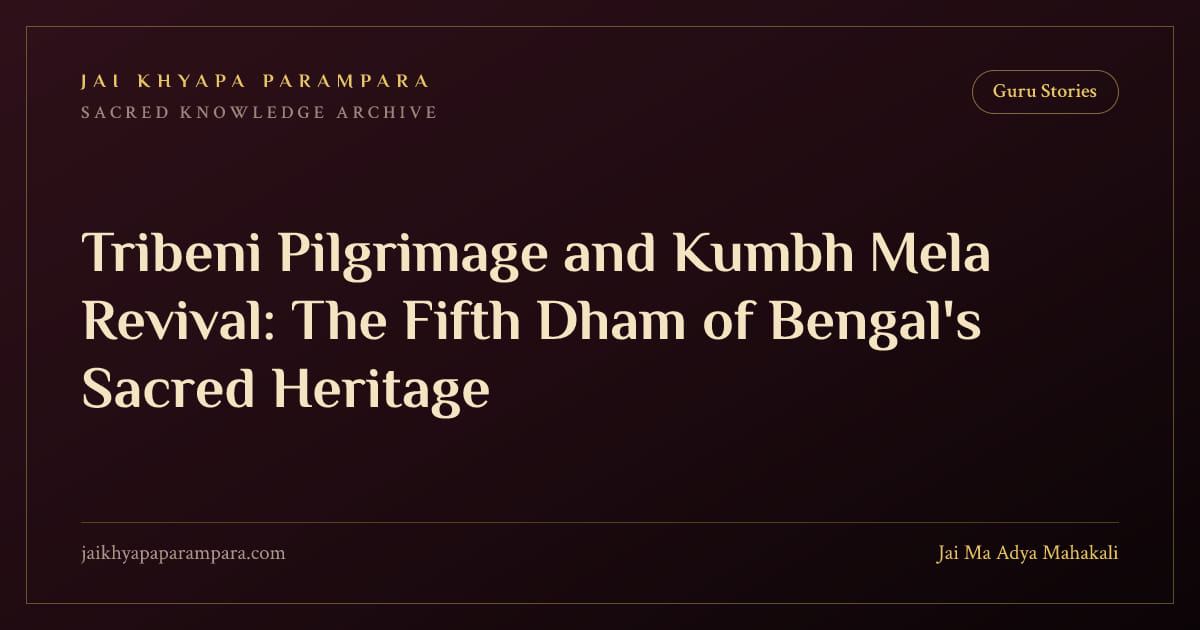 JAI KHYAPA PARAMPARA
SACRED KNOWLEDGE ARCHIVE
Guru Stories
Tribeni Pilgrimage and Kumbh Mela
Revival: The Fifth Dham of Bengal's
Sacred Heritage
jaikhyapaparampara.com
Jai Ma Adya Mahakali